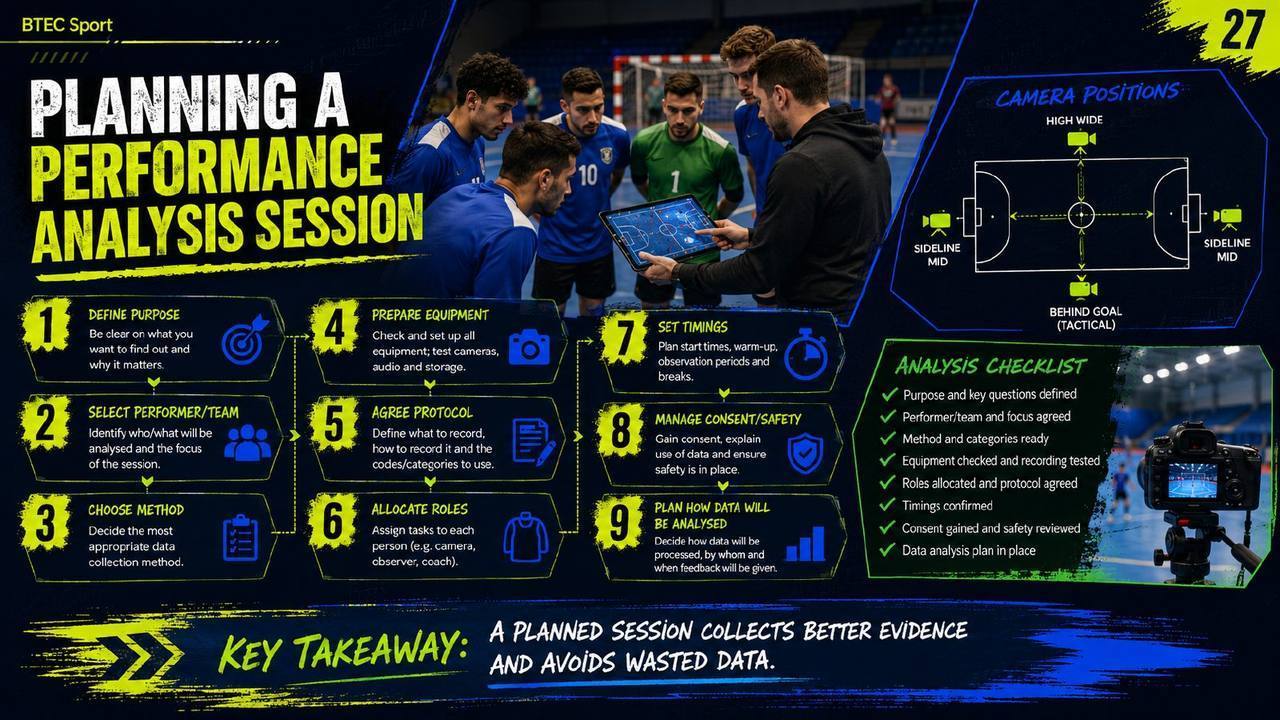 BTEC Sport
27
PLANNING A
PERFORMANCE
ANALYSIS SESSION
10
1
CAMERA POSITIONS
HIGH WIDE
SIDELINE
MID
SIDELINE
MID
BEHIND GOAL
(TACTICAL)
1
DEFINE PURPOSE
Be clear on what you
want to find out and
why it matters.
2
SELECT PERFORMER/TEAM
Identify who/what will be
analysed and the focus
of the session.
3
CHOOSE METHOD
Decide the most
appropriate data
collection method.
4
PREPARE EQUIPMENT
Check and set up all
equipment; test cameras,
audio and storage.
5
AGREE PROTOCOL
Define what to record,
how to record it and the
codes/categories to use.
6
ALLOCATE ROLES
Assign tasks to each
person (e.g. camera,
observer, coach).
7
SET TIMINGS
Plan start times, warm-up,
observation periods and
breaks.
8
MANAGE CONSENT/SAFETY
Gain consent, explain
use of data and ensure
safety is in place.
9
PLAN HOW DATA WILL
BE ANALYSED
Decide how data will be
processed, by whom and
when feedback will be given.
ANALYSIS CHECKLIST
Purpose and key questions defined
Performer/team and focus agreed
Method and categories ready
Equipment checked and recording tested
Roles allocated and protocol agreed
Timings confirmed
Consent gained and safety reviewed
Data analysis plan in place
KEY TAKEAWAY:
A PLANNED SESSION COLLECTS BETTER EVIDENCE
AND AVOIDS WASTED DATA.